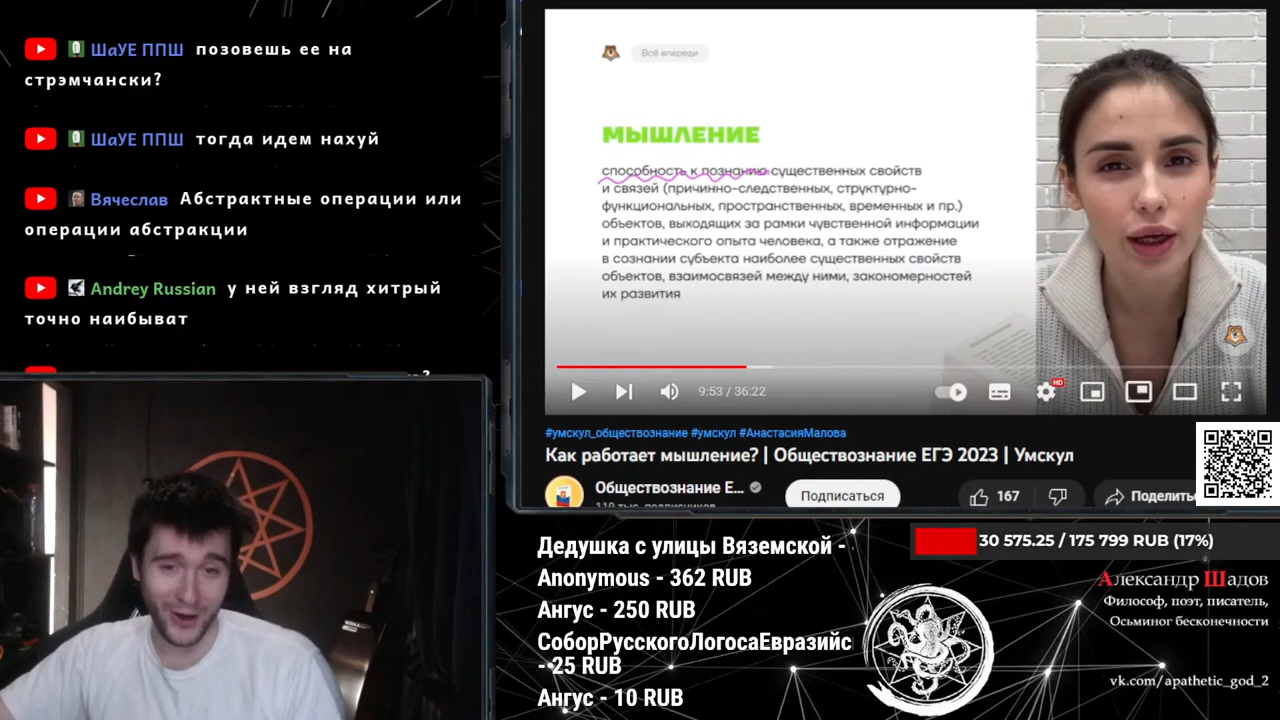 ШаУЕ ППШ позовешь ее на
стрэмчански?
ШаУЕ ППШ тогда идем нахуй
Вячеслав Абстрактные операции или
операции абстракции
Andrey Russian у ней взгляд хитрый
точно наибыват
Всё впереди
МЫШЛЕНИЕ
способность к познанию существенных свойств
и связей (причинно-следственных, структурно-
функциональных, пространственных, временных и пр.)
объектов, выходящих за рамки чувственной информации
и практического опыта человека, а также отражение
в сознании субъекта наиболее существенных свойств
объектов, взаимосвязей между ними, закономерностей
их развития
9:53 / 36:22
HD
#умскул_обществознание #умскул #АнастасияМалова
Как работает мышление? | Обществознание ЕГЭ 2023 | Умскул
Обществознание Е...
Подписаться
167
Поделить
30 575.25 / 175 799 RUB (17%)
Дедушка с улицы Вяземской -
Anonymous - 362 RUB
Ангус - 250 RUB
СоборРусскогоЛогосаЕвразийс
- 25 RUB
Ангус - 10 RUB
Александр Шадов
Философ, поэт, писатель,
Осьминог бесконечности
vk.com/apathetic_god_2